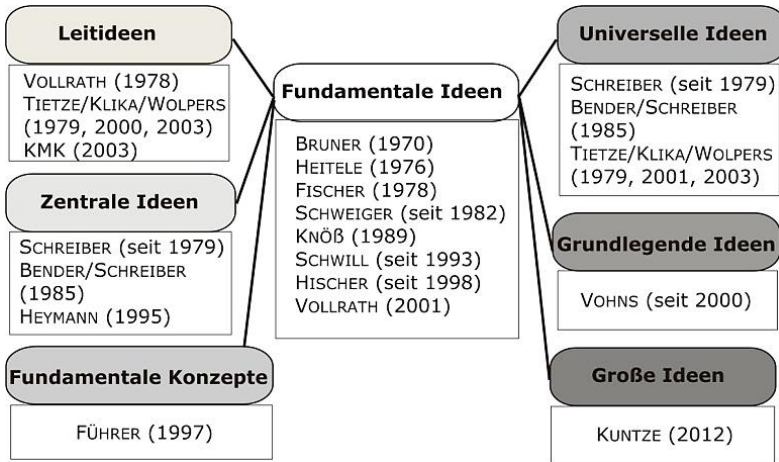 Leitideen
VOLLRATH (1978)
TIETZE/KLIKA/WOLPERS
(1979, 2000, 2003)
KMK (2003)
Zentrale Ideen
SCHREIBER (seit 1979)
BENDER/SCHREIBER
(1985)
HEYMANN (1995)
Fundamentale Konzepte
FÜHRER (1997)
Fundamentale Ideen
BRUNER (1970)
HEITELE (1976)
FISCHER (1978)
SCHWEIGER (seit 1982)
KNÖß (1989)
SCHWILL (seit 1993)
HISCHER (seit 1998)
VOLLRATH (2001)
Universelle Ideen
SCHREIBER (seit 1979)
BENDER/SCHREIBER
(1985)
TIETZE/KLIKA/WOLPERS
(1979, 2001, 2003)
Grundlegende Ideen
VOHNS (seit 2000)
Große Ideen
KUNTZE (2012)